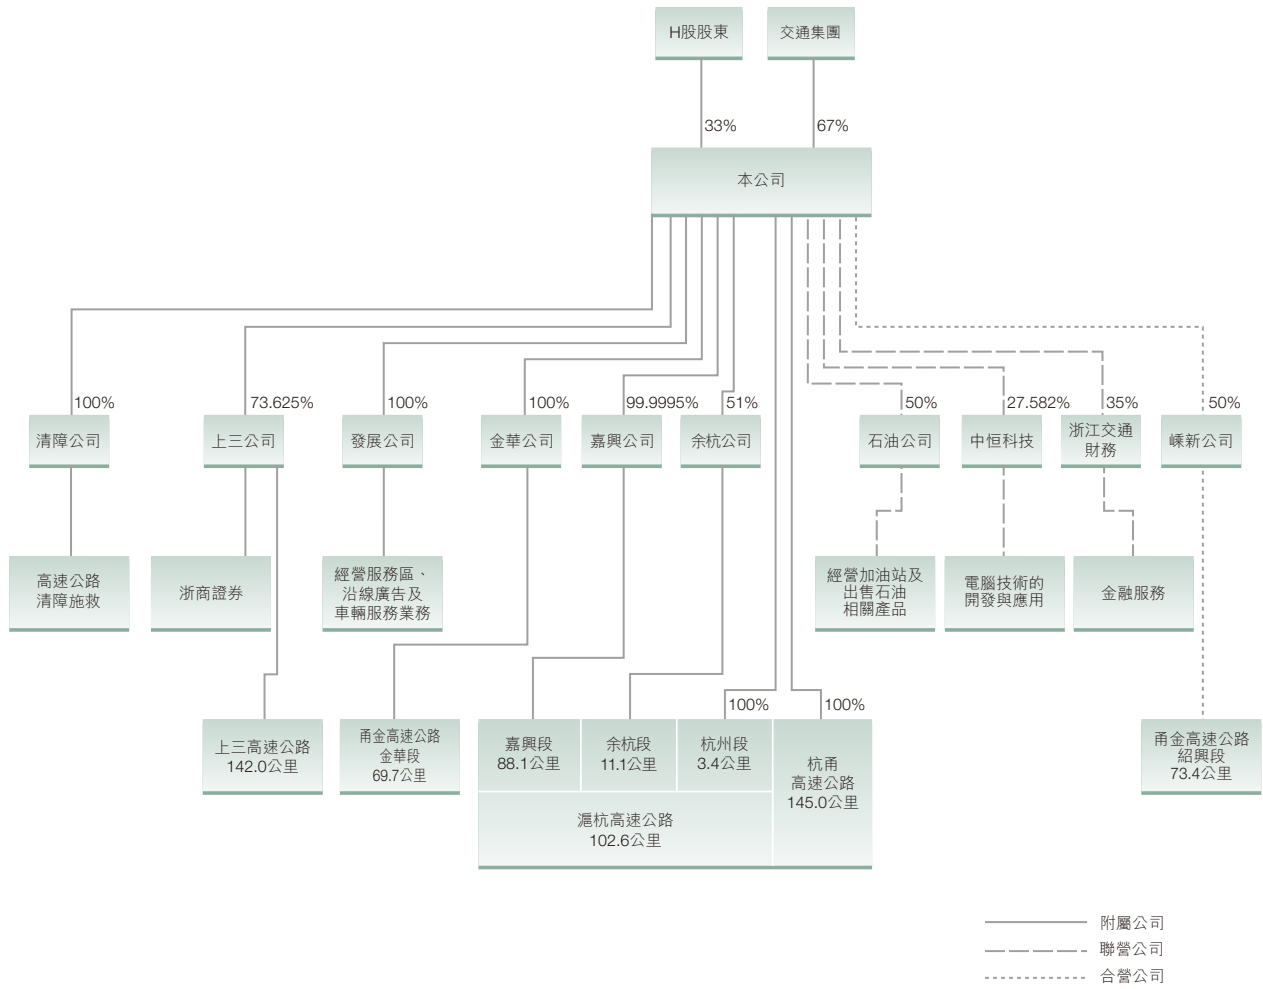 H股股東
交通集團
33%
67%
本公司
100%
73.625%
100%
100%
99.9995%
51%
50%
27.582%
35%
50%
清障公司
上三公司
發展公司
金華公司
嘉興公司
余杭公司
石油公司
中恒科技
浙江交通
財務
嵊新公司
高速公路
清障施救
浙商證券
經營服務區、
沿線廣告及
車輛服務業務
經營加油站及
出售石油
相關產品
電腦技術的
開發與應用
金融服務
100%
100%
上三高速公路
142.0公里
甬金高速公路
金華段
69.7公里
嘉興段
88.1公里
余杭段
11.1公里
杭州段
3.4公里
滬杭高速公路
102.6公里
杭甬
高速公路
145.0公里
甬金高速公路
紹興段
73.4公里
附屬公司
聯營公司
合營公司